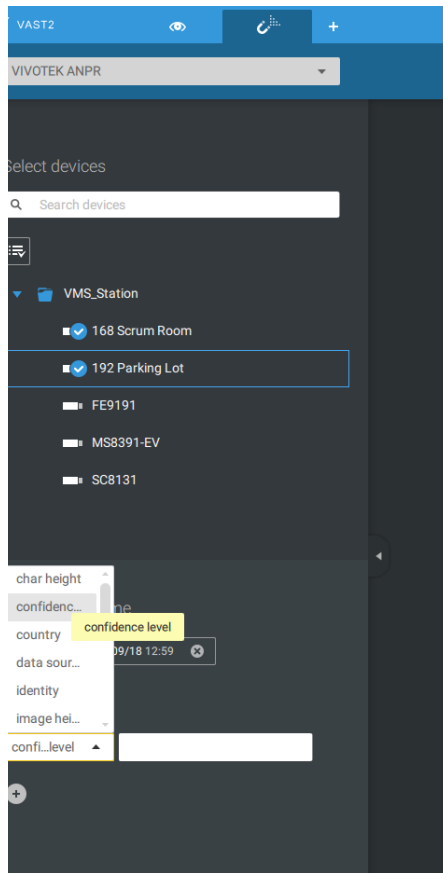 VAST2
+
VIVOTEK ANPR
Select devices
Search devices
VMS_Station
168 Scrum Room
192 Parking Lot
FE9191
MS8391-EV
SC8131
char height
confidenc...
confidence level
country
09/18 12:59
data sour...
identity
image hei...
confi...level